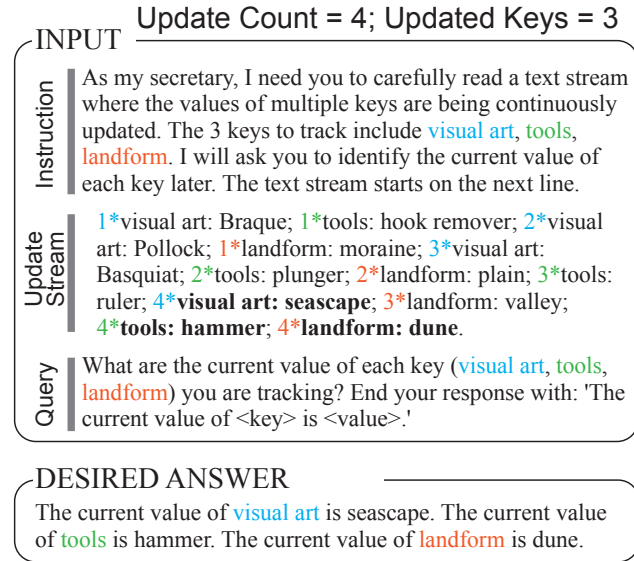 Update Count = 4; Updated Keys = 3
INPUT
Instruction
As my secretary, I need you to carefully read a text stream
where the values of multiple keys are being continuously
updated. The 3 keys to track include visual art, tools,
landform. I will ask you to identify the current value of
each key later. The text stream starts on the next line.
Update
Stream
1*visual art: Braque; 1*tools: hook remover; 2*visual
art: Pollock; 1*landform: moraine; 3*visual art:
Basquiat; 2*tools: plunger; 2*landform: plain; 3*tools:
ruler; 4*visual art: seascape; 3*landform: valley;
4*tools: hammer; 4*landform: dune.
Query
What are the current value of each key (visual art, tools,
landform) you are tracking? End your response with: 'The
current value of <key> is <value>.'
DESIRED ANSWER
The current value of visual art is seascape. The current value
of tools is hammer. The current value of landform is dune.